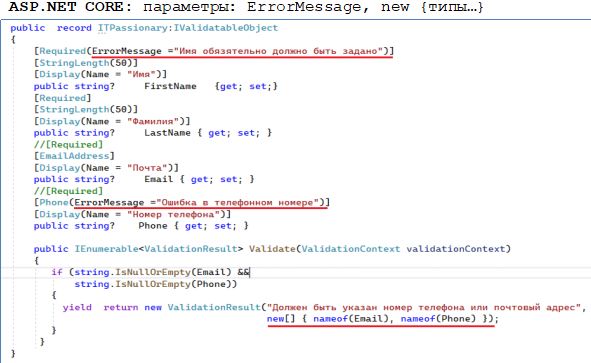 ASP.NET CORE: параметры: ErrorMessage, new {типы…}
public record ITPassionary:IValidatableObject
{
[Required(ErrorMessage ="Имя обязятельно должно быть задано")]
[StringLength(50)]
[Display(Name = "Имя")]
public string? FirstName {get; set;}
[Required]
[StringLength(50)]
[Display(Name = "Фамилия")]
public string? LastName { get; set; }
//[Required]
[EmailAddress]
[Display(Name = "Почта")]
public string? Email { get; set; }
//[Required]
[Phone(ErrorMessage ="Ошибка в телефонном номере")]
[Display(Name = "Номер телефона")]
public string? Phone { get; set; }
public IEnumerable<ValidationResult> Validate(ValidationContext validationContext)
{
if (string.IsNullOrEmpty(Email) &&
string.IsNullOrEmpty(Phone))
{
yield return new ValidationResult("Должен быть указан номер телефона или почтовый адрес",
new[] { nameof(Email), nameof(Phone) });
}
}
}